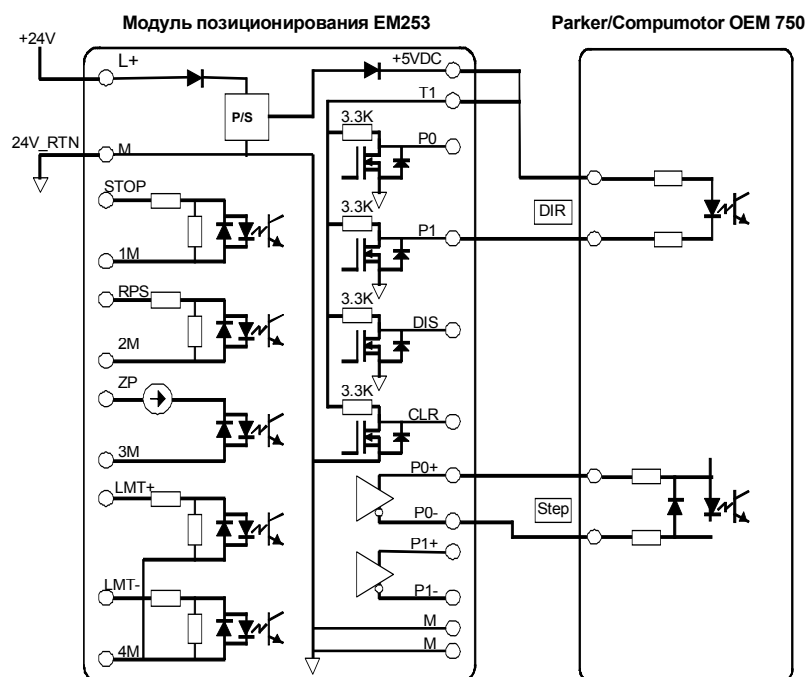 Модуль позиционирования EM253
Parker/Compumotor OEM 750
+24V
L+
+5VDC
T1
P/S
3.3K
P0
24V_RTN
M
STOP
3.3K
DIR
P1
1M
RPS
3.3K
DIS
2M
ZP
3.3K
CLR
3M
P0+
LMT+
P0-
Step
P1+
LMT-
P1-
M
4M
M